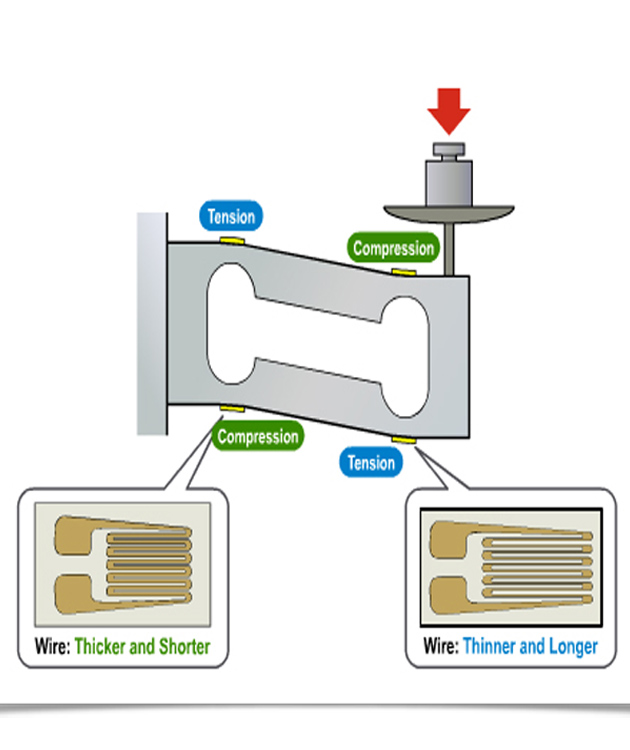 Tension
Compression
Compression
Tension
Wire: Thicker and Shorter
Wire: Thinner and Longer